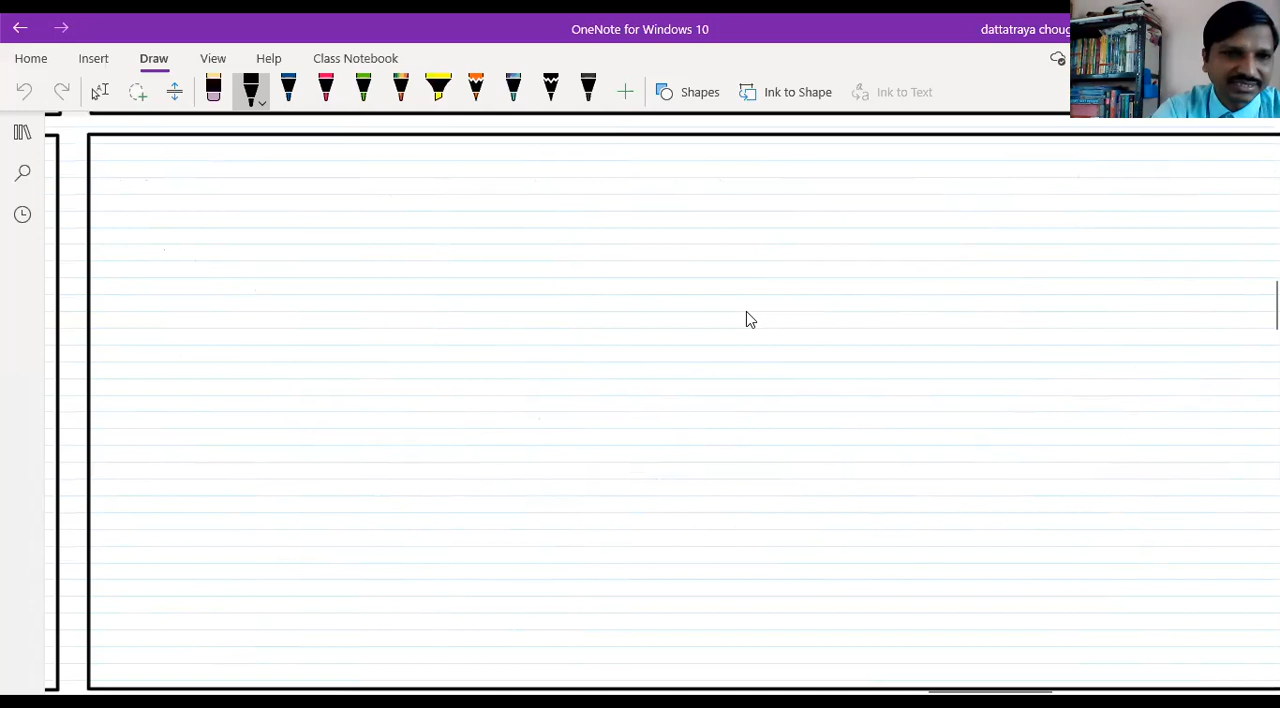 OneNote for Windows 10
dattatraya choug
Home Insert Draw View Help Class Notebook
Shapes Ink to Shape Ink to Text